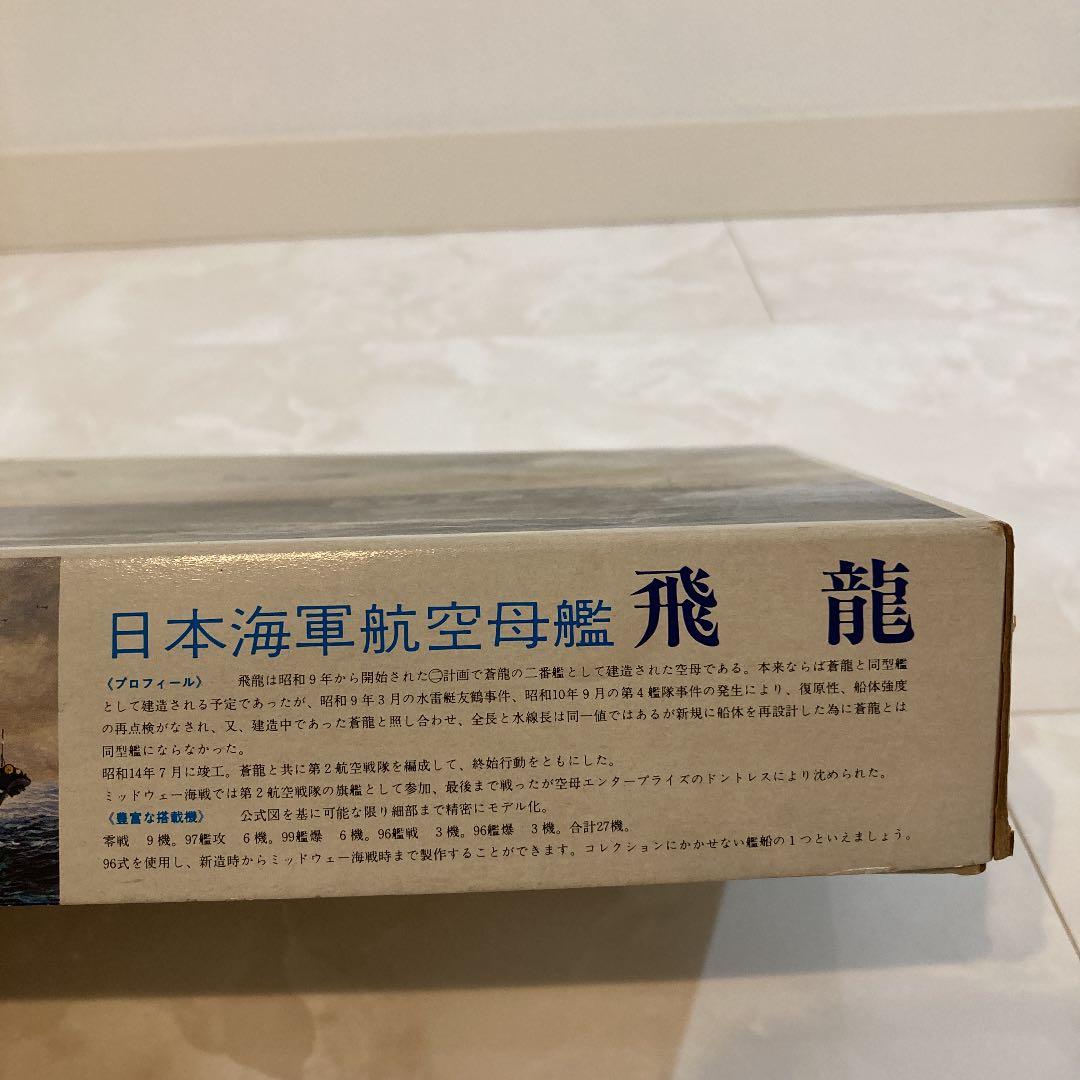 日本海軍航空母艦 飛龍
《プロフィール》 飛龍は昭和9年から開始された㊁計画で蒼龍の二番艦として建造された空母である。本来ならば蒼龍と同型艦
として建造される予定であったが、昭和9年3月の水雷艇友鶴事件、昭和10年9月の第4艦隊事件の発生により、復原性、船体強度
の再点検がなされ、又、建造中であった蒼龍と照し合わせ、全長と水線長は同一値ではあるが新規に船体を再設計した為に蒼龍とは
同型艦にならなかった。
昭和14年7月に竣工。蒼龍と共に第2航空戦隊を編成して、終始行動をともにした。
ミッドウェー海戦では第2航空戦隊の旗艦として参加、最後まで戦ったが空母エンタープライズのドントレスにより沈められた。
《豊富な搭載機》 公式図を基に可能な限り細部まで精密にモデル化。
零戦 9機。97艦攻 6機。99艦爆 6機。96艦戦 3機。96艦爆 3機。合計27機。
96式を使用し、新造時からミッドウェー海戦時まで製作することができます。コレクションにかかせない艦船の1つといえましょう。